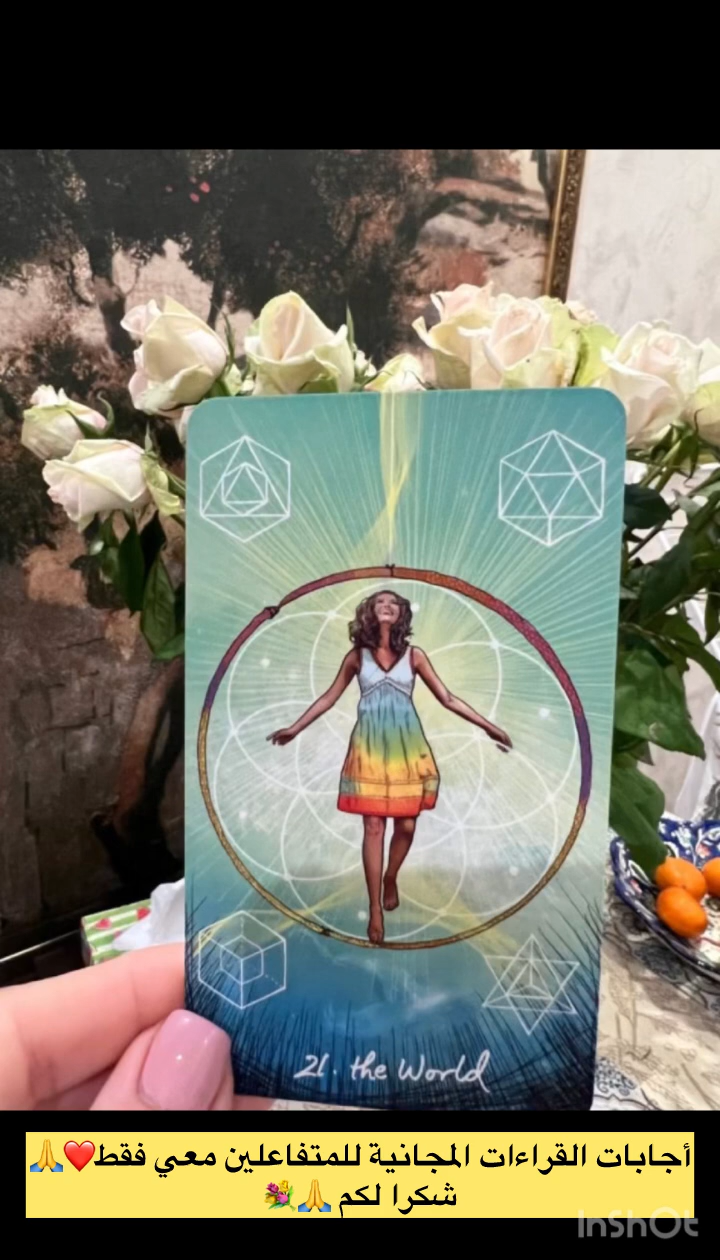 21. the World
أجابات القراءات المجانية للمتفاعلين معي فقط❤️🙏
شكرا لكم 🙏💐
InShOt